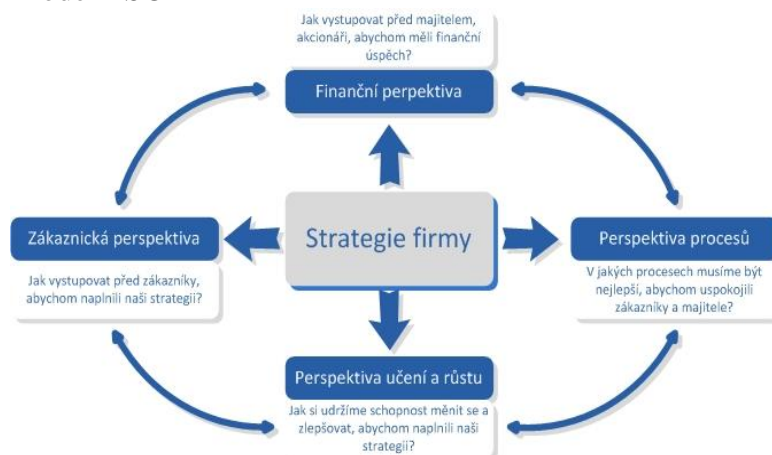 Jak vystupovat před majitelem,
akcionáři, abychom měli finanční
úspěch?
Finanční perpektiva
Zákaznická perspektiva
Jak vystupovat před zákazníky,
abychom naplnili naši strategii?
Strategie firmy
Perspektiva procesů
V jakých procesech musíme být
nejlepší, abychom uspokojili
zákazníky a majitele?
Perspektiva učení a růstu
Jak si udržíme schopnost měnit se a
zlepšovat, abychom naplnili naši
strategii?